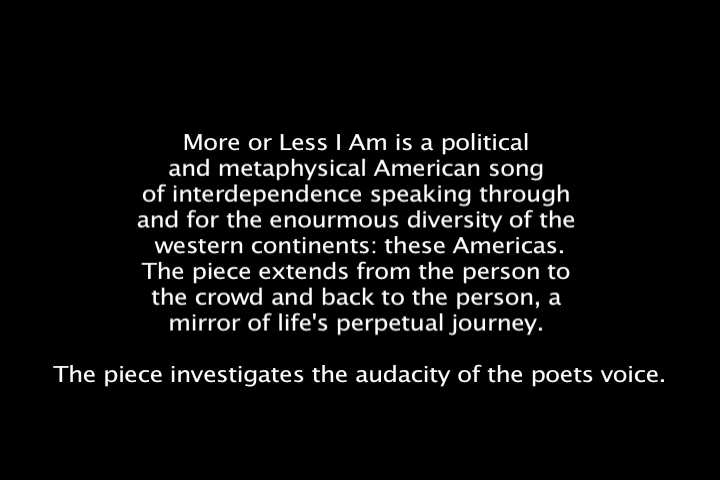 More or Less I Am is a political
and metaphysical American song
of interdependence speaking through
and for the enourmous diversity of the
western continents: these Americas.
The piece extends from the person to
the crowd and back to the person, a
mirror of life's perpetual journey.
The piece investigates the audacity of the poets voice.